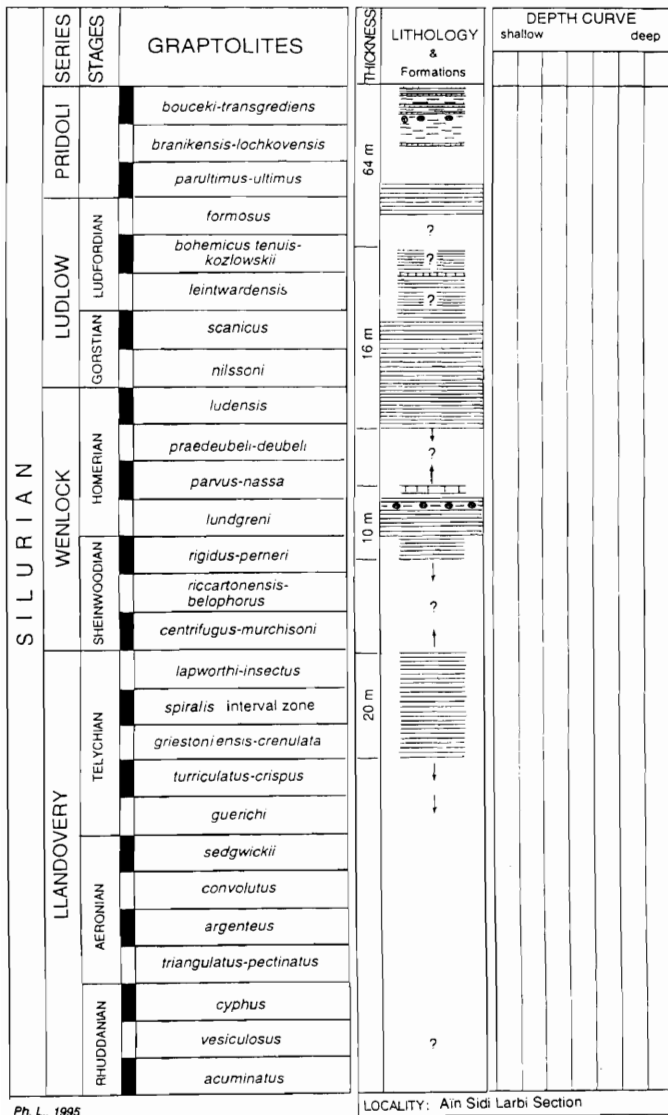 SERIES
STAGES
GRAPTOLITES
THICKNESS
LITHOLOGY
&
Formations
DEPTH CURVE
shallow deep
SILURIAN
PRIDOLI
bouceki-transgrediens
branikensis-lochkovensis
parultimus-ultimus
64 m
LUDLOW
LUDFORDIAN
formosus
?
bohemicus tenuis-
kozlowskii
?
leintwardensis
?
GORSTIAN
scanicus
nilssoni
16 m
WENLOCK
HOMERIAN
ludensis
praedeubeli-deubeli
?
parvus-nassa
lundgreni
10 m
SHEINWOODIAN
rigidus-perneri
riccartonensis-
belophorus
?
centrifugus-murchisoni
LLANDOVERY
TELYCHIAN
lapworthi-insectus
spiralis interval zone
20 m
griestoniensis-crenulata
turriculatus-crispus
guerichi
AERONIAN
sedgwickii
convolutus
argenteus
triangulatus-pectinatus
RHUDDANIAN
cyphus
vesiculosus
?
acuminatus
Ph. L., 1995
LOCALITY: Aïn Sidi Larbi Section